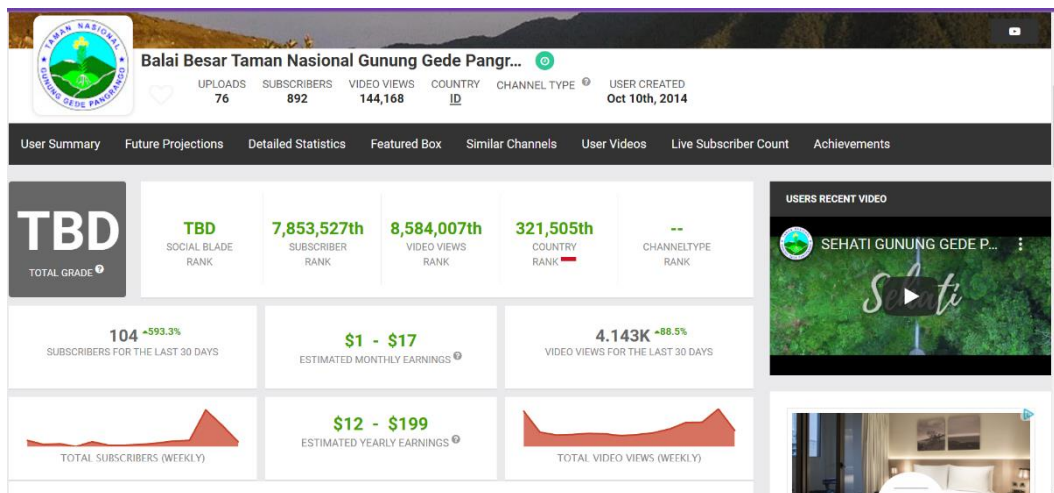 TAMAN NASIONAL
GUNUNG GEDE PANGRANGO
Balai Besar Taman Nasional Gunung Gede Pangr...
UPLOADS SUBSCRIBERS VIDEO VIEWS COUNTRY CHANNEL TYPE USER CREATED
76 892 144,168 ID Oct 10th, 2014
User Summary Future Projections Detailed Statistics Featured Box Similar Channels User Videos Live Subscriber Count Achievements
TBD
TOTAL GRADE
TBD
SOCIAL BLADE
RANK
7,853,527th
SUBSCRIBER
RANK
8,584,007th
VIDEO VIEWS
RANK
321,505th
COUNTRY
RANK
--
CHANNELTYPE
RANK
USERS RECENT VIDEO
SEHATI GUNUNG GEDE P...
Sehati
104 593.3%
SUBSCRIBERS FOR THE LAST 30 DAYS
$1 - $17
ESTIMATED MONTHLY EARNINGS
4.143K 88.5%
VIDEO VIEWS FOR THE LAST 30 DAYS
TOTAL SUBSCRIBERS (WEEKLY)
$12 - $199
ESTIMATED YEARLY EARNINGS
TOTAL VIDEO VIEWS (WEEKLY)